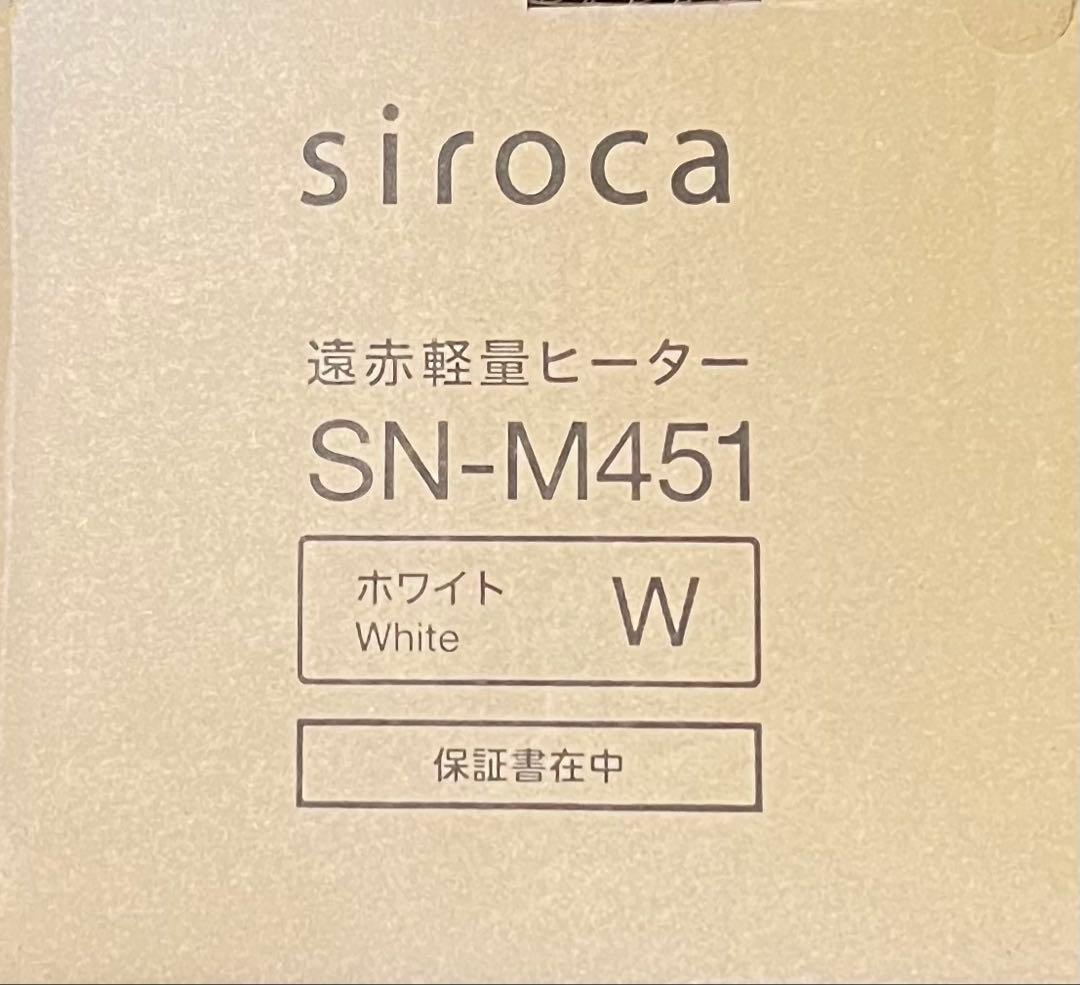 siroca
遠赤軽量ヒーター
SN-M451
ホワイト W
White
保証書在中